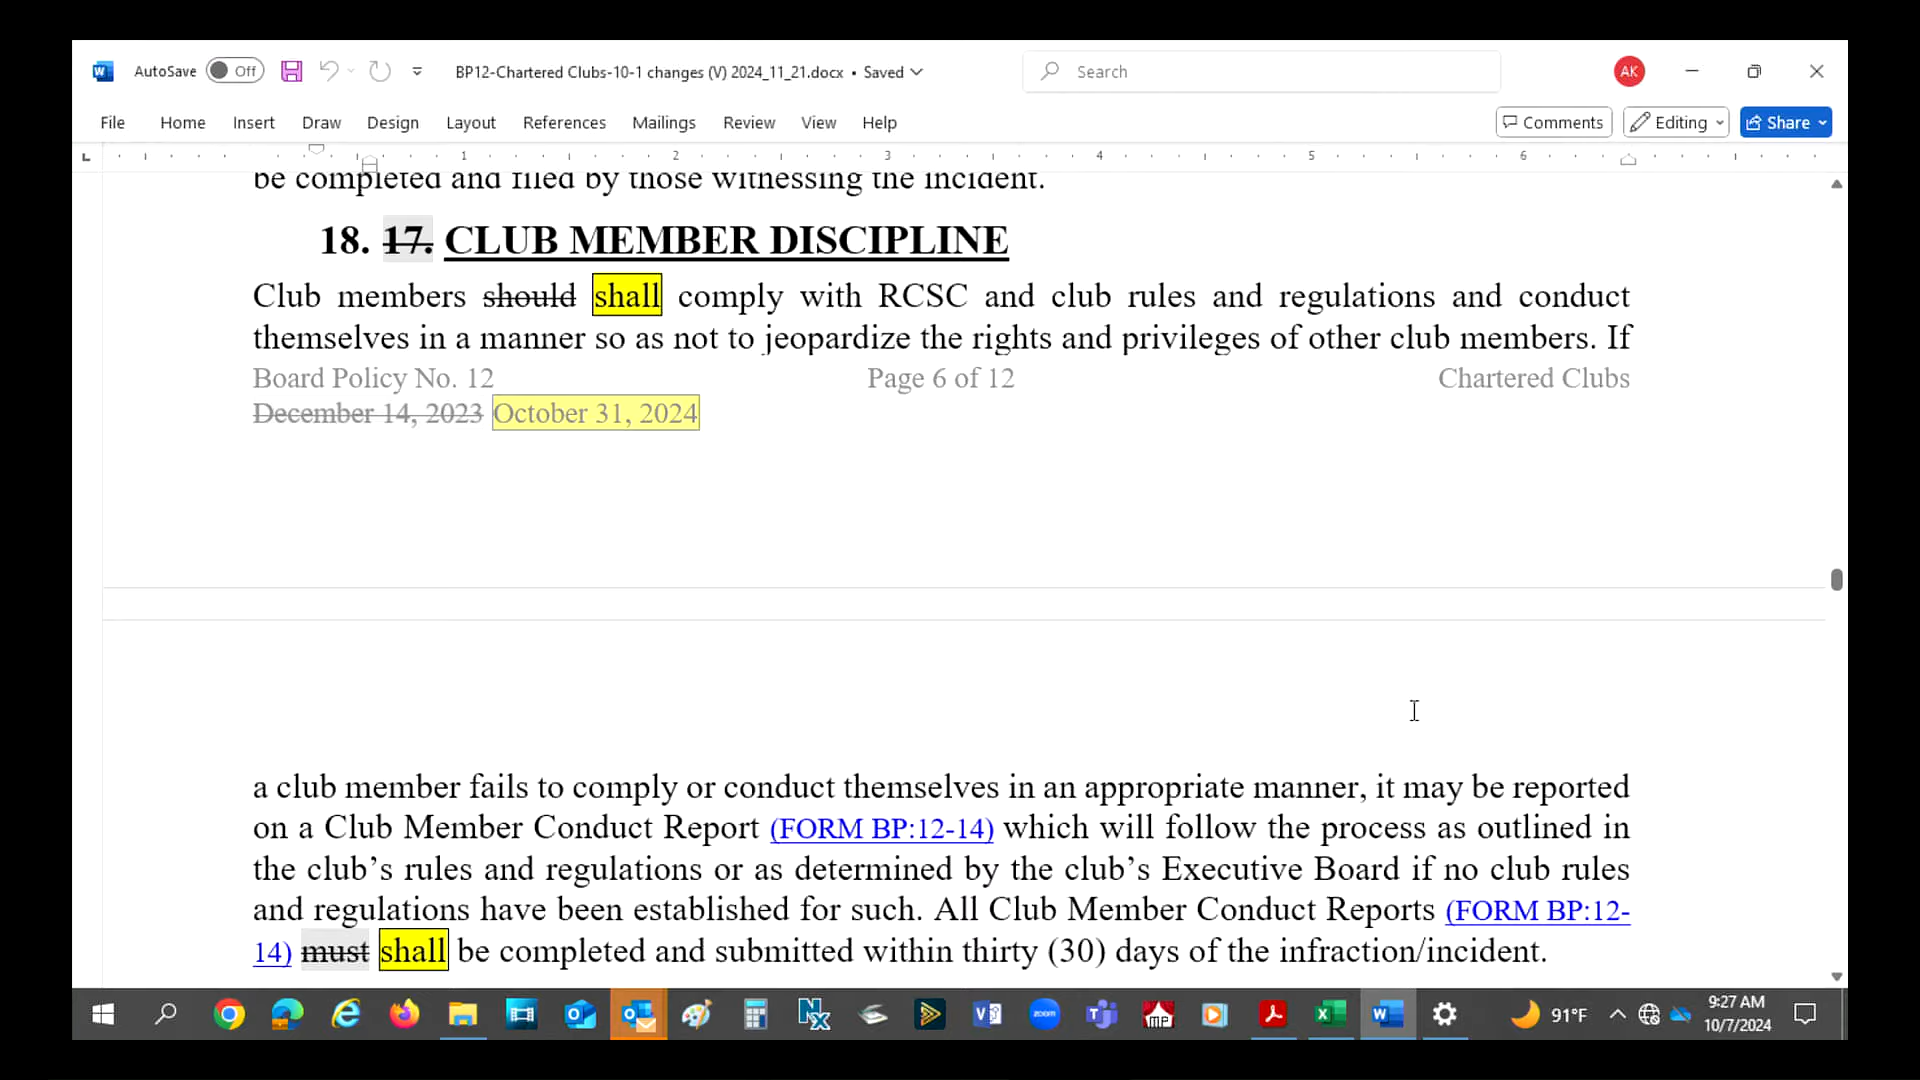 AutoSave Off BP12-Chartered Clubs-10-1 changes (V) 2024_11_21.docx • Saved Search AK
File Home Insert Draw Design Layout References Mailings Review View Help Comments Editing Share
1 2 3 4 5 6
be completed and filed by those witnessing the incident.
18. 17. CLUB MEMBER DISCIPLINE
Club members should shall comply with RCSC and club rules and regulations and conduct
themselves in a manner so as not to jeopardize the rights and privileges of other club members. If
Board Policy No. 12 Page 6 of 12 Chartered Clubs
December 14, 2023 October 31, 2024
a club member fails to comply or conduct themselves in an appropriate manner, it may be reported
on a Club Member Conduct Report (FORM BP:12-14) which will follow the process as outlined in
the club’s rules and regulations or as determined by the club’s Executive Board if no club rules
and regulations have been established for such. All Club Member Conduct Reports (FORM BP:12-
14) must shall be completed and submitted within thirty (30) days of the infraction/incident.
zoom MP 91°F 9:27 AM
10/7/2024